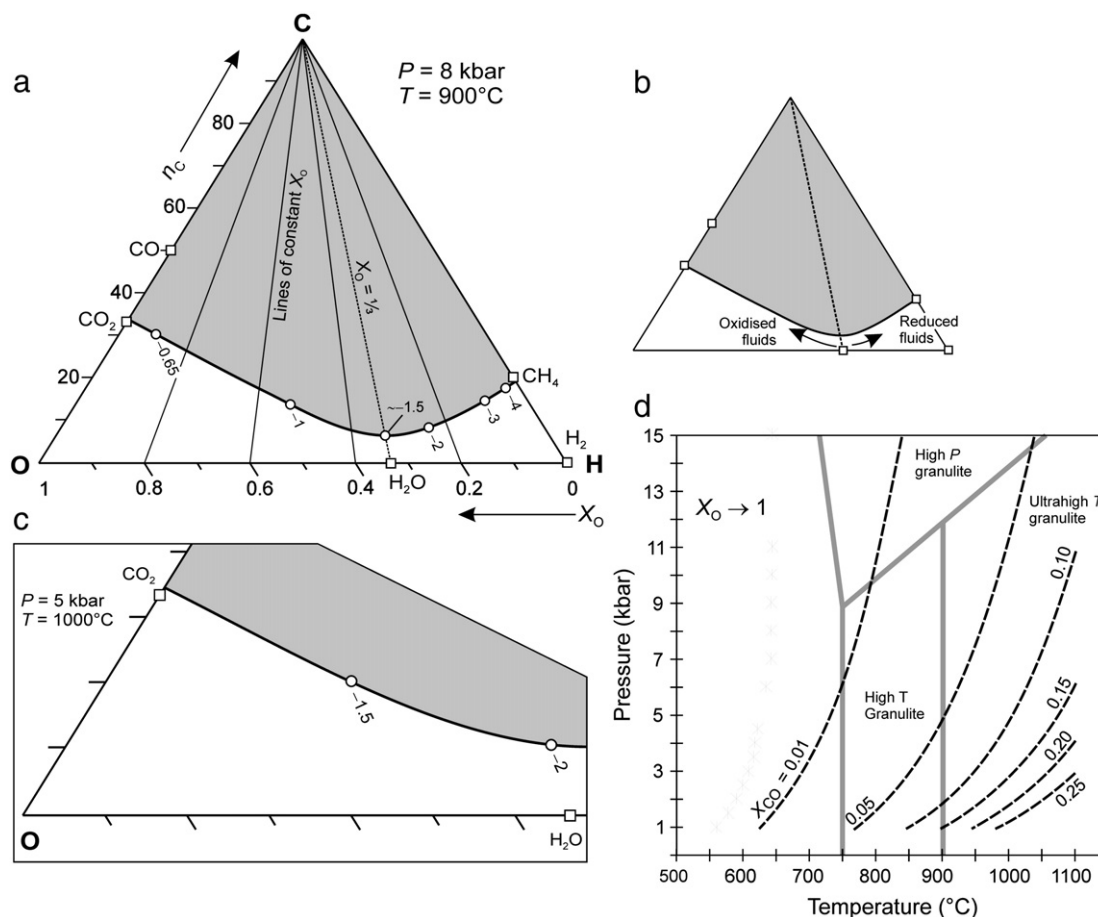 a
C
P = 8 kbar
T = 900°C
n_C
80
60
CO
40
CO₂
20
Lines of constant X_O
X_O = ⅓
–0.65
–1
~–1.5
–2
–3
–4
CH₄
H₂
O
H
1
0.8
0.6
0.4
H₂O
0.2
0
X_O
b
Oxidised
fluids
Reduced
fluids
c
CO₂
P = 5 kbar
T = 1000°C
–1.5
–2
O
H₂O
d
15
13
11
9
7
5
3
1
Pressure (kbar)
X_O → 1
High P
granulite
Ultrahigh T
granulite
High T
Granulite
X_CO = 0.01
0.05
0.10
0.15
0.20
0.25
500
600
700
800
900
1000
1100
Temperature (°C)